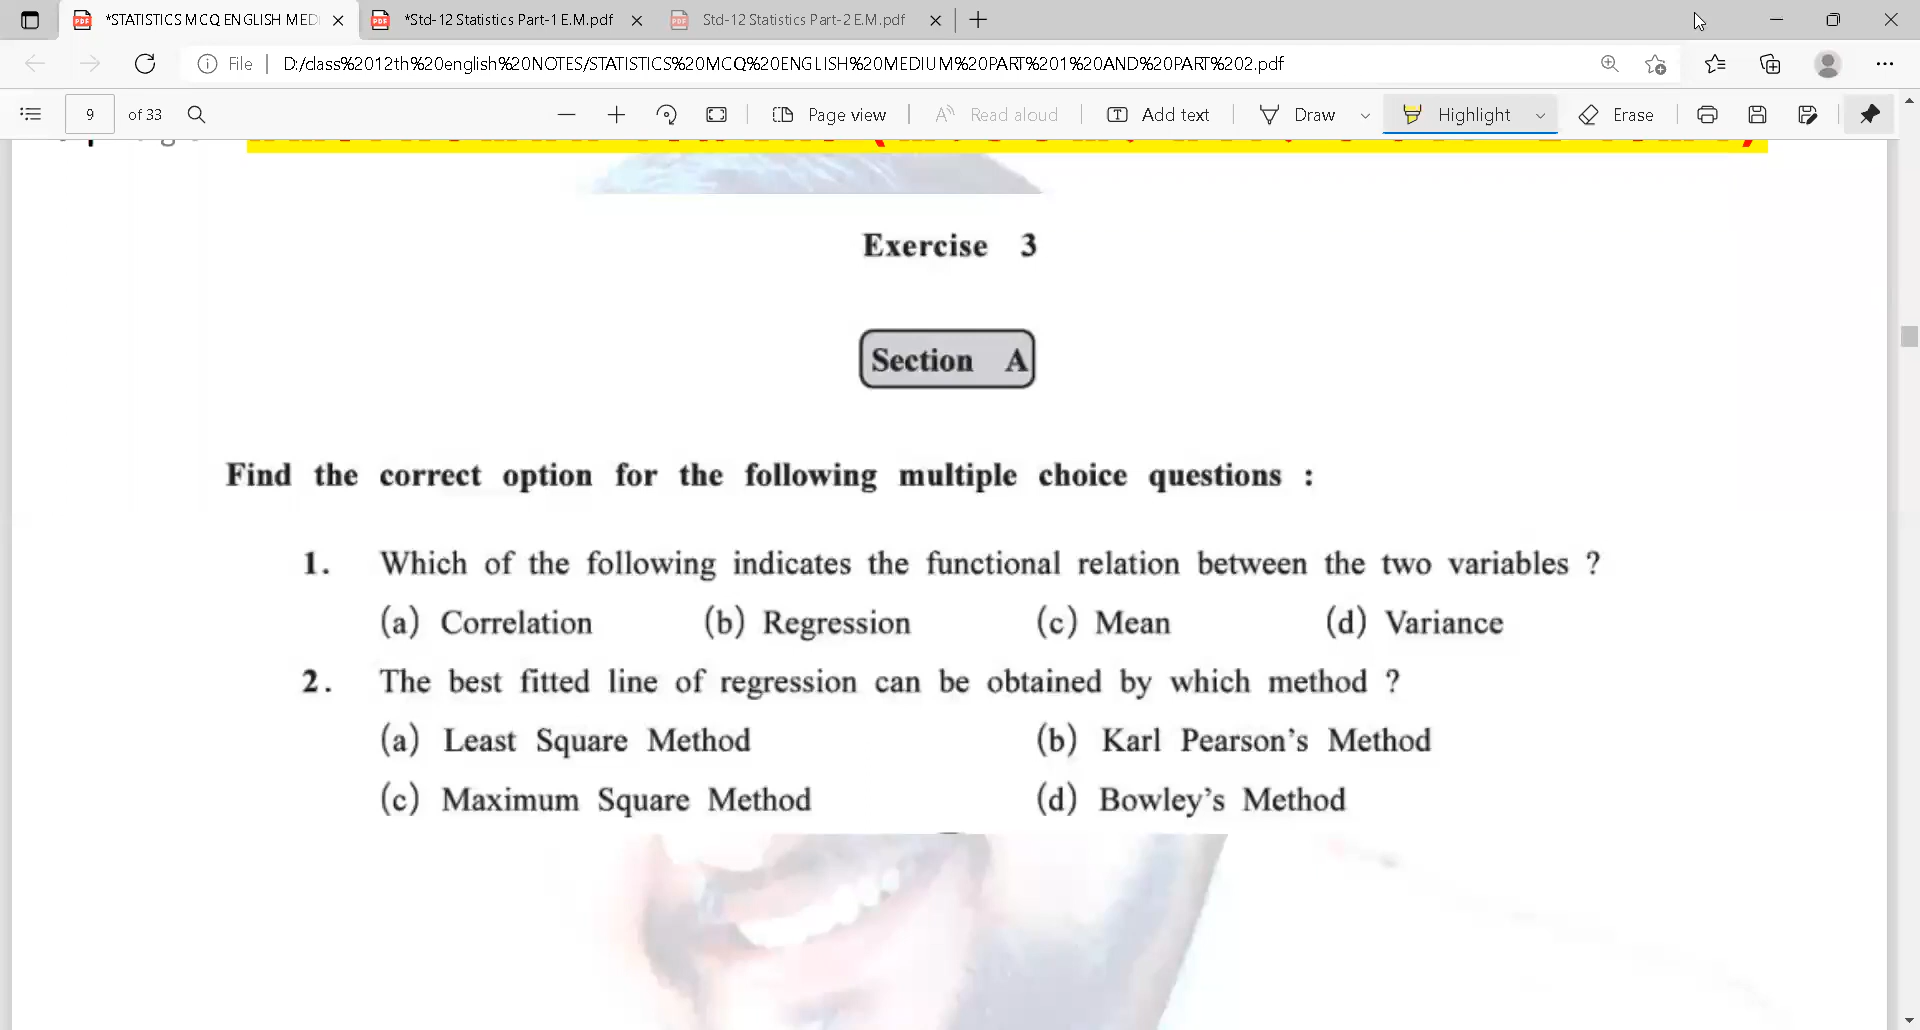 *STATISTICS MCQ ENGLISH MED
*Std-12 Statistics Part-1 E.M.pdf
Std-12 Statistics Part-2 E.M.pdf
File
D:/class%2012th%20english%20NOTES/STATISTICS%20MCQ%20ENGLISH%20MEDIUM%20PART%201%20AND%20PART%202.pdf
9 of 33
Page view
Read aloud
Add text
Draw
Highlight
Erase
Exercise 3
Section A
Find the correct option for the following multiple choice questions :
1. Which of the following indicates the functional relation between the two variables ?
(a) Correlation (b) Regression (c) Mean (d) Variance
2. The best fitted line of regression can be obtained by which method ?
(a) Least Square Method (b) Karl Pearson's Method
(c) Maximum Square Method (d) Bowley's Method